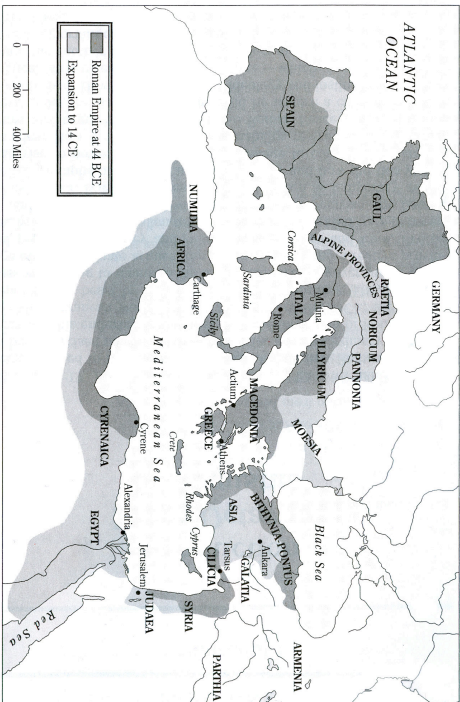 ATLANTIC
OCEAN
SPAIN
GAUL
GERMANY
ALPINE PROVINCES
RAETIA
NORICUM
PANNONIA
ILLYRICUM
MOESIA
Mutina
ITALY
Rome
Corsica
Sardinia
Sicily
MACEDONIA
Actium
GREECE
Athens
Crete
Rhodes
Cyprus
Black Sea
BITHYNIA-PONTUS
ASIA
Ankara
GALATIA
Tarsus
CILICIA
ARMENIA
PARTHIA
SYRIA
JUDAEA
Jerusalem
Mediterranean Sea
NUMIDIA
AFRICA
Carthage
CYRENAICA
Cyrene
Alexandria
EGYPT
Red Sea
Roman Empire at 44 BCE
Expansion to 14 CE
0 200 400 Miles